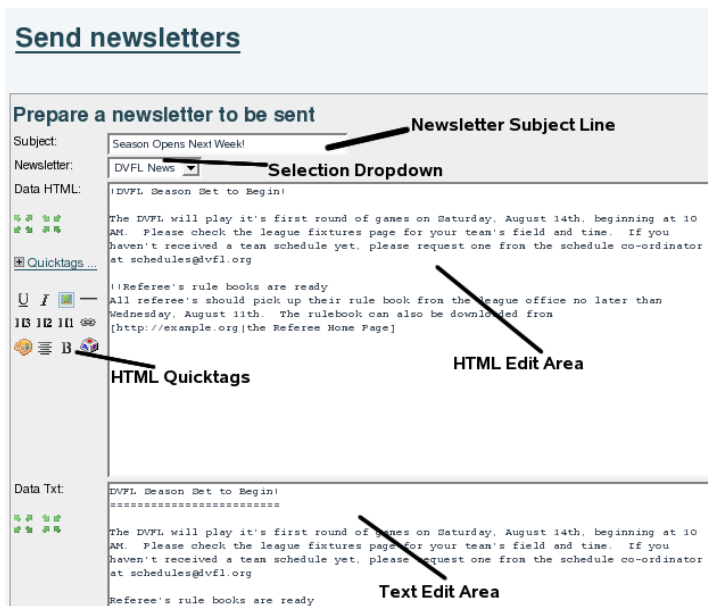 Send newsletters
Prepare a newsletter to be sent
Newsletter Subject Line
Subject:
Season Opens Next Week!
Newsletter:
DVFL News
Selection Dropdown
Data HTML:
!DVFL Season Set to Begin!
The DVFL will play it's first round of games on Saturday, August 14th, beginning at 10
AM. Please check the league fixtures page for your team's field and time. If you
haven't received a team schedule yet, please request one from the schedule co-ordinator
at schedules@dvfl.org
Quicktags ...
!!Referee's rule books are ready
All referee's should pick up their rule book from the league office no later than
Wednesday, August 11th. The rulebook can also be downloaded from
[http://example.org|the Referee Home Page]
U I
H3 H2 H1
B
HTML Quicktags
HTML Edit Area
Data Txt:
DVFL Season Set to Begin!
=========================
The DVFL will play it's first round of games on Saturday, August 14th, beginning at 10
AM. Please check the league fixtures page for your team's field and time. If you
haven't received a team schedule yet, please request one from the schedule co-ordinator
at schedules@dvfl.org
Text Edit Area
Referee's rule books are ready